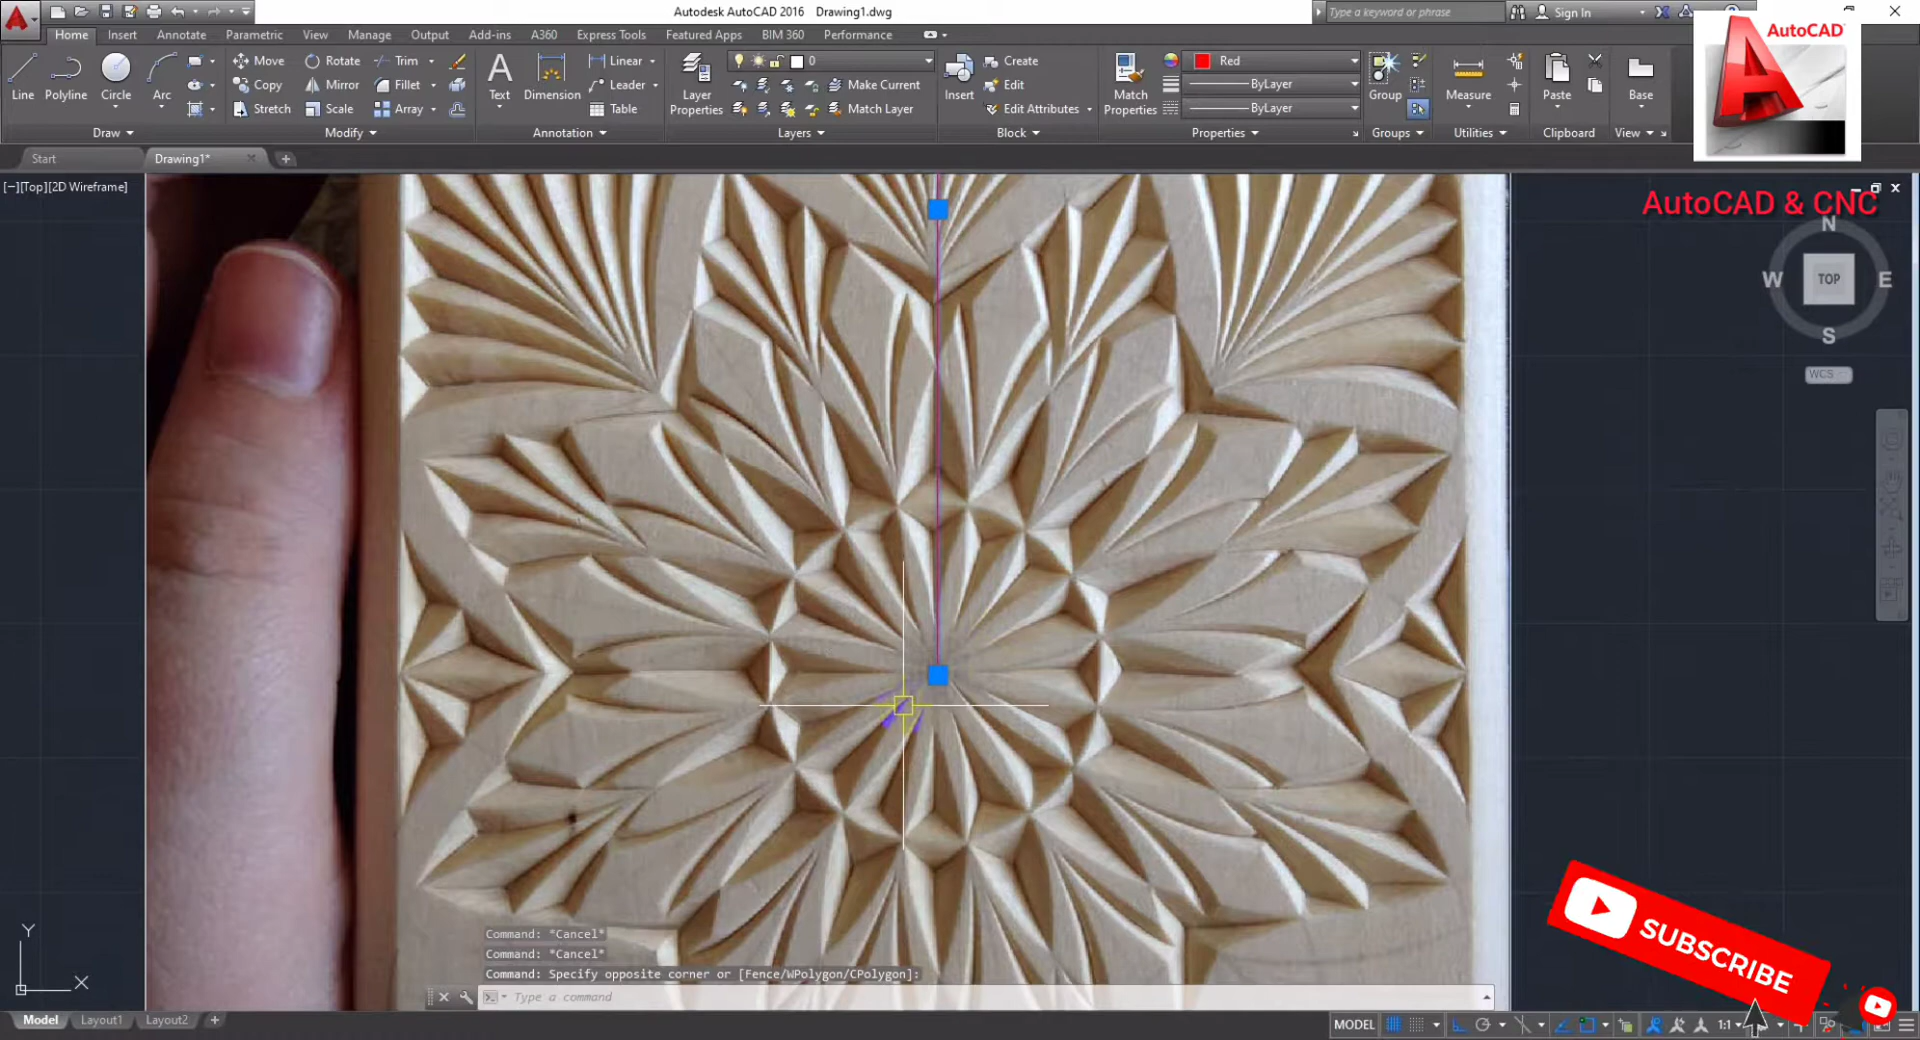 Autodesk AutoCAD 2016 Drawing1.dwg
Type a keyword or phrase
Sign In
Home Insert Annotate Parametric View Manage Output Add-ins A360 Express Tools Featured Apps BIM 360 Performance
Line Polyline Circle Arc
Move Rotate Trim
Copy Mirror Fillet
Stretch Scale Array
Text Dimension
Linear
Leader
Table
Layer Properties
0
Make Current
Match Layer
Insert
Create
Edit
Edit Attributes
Match Properties
Red
ByLayer
ByLayer
Group
Measure
Paste
Base
Draw Modify Annotation Layers Block Properties Groups Utilities Clipboard View
AutoCAD
Start Drawing1*
[−][Top][2D Wireframe]
AutoCAD & CNC
N
W TOP E
S
WCS
Y
X
Command: *Cancel*
Command: *Cancel*
Command: Specify opposite corner or [Fence/WPolygon/CPolygon]:
Type a command
SUBSCRIBE
Model Layout1 Layout2
MODEL
1:1